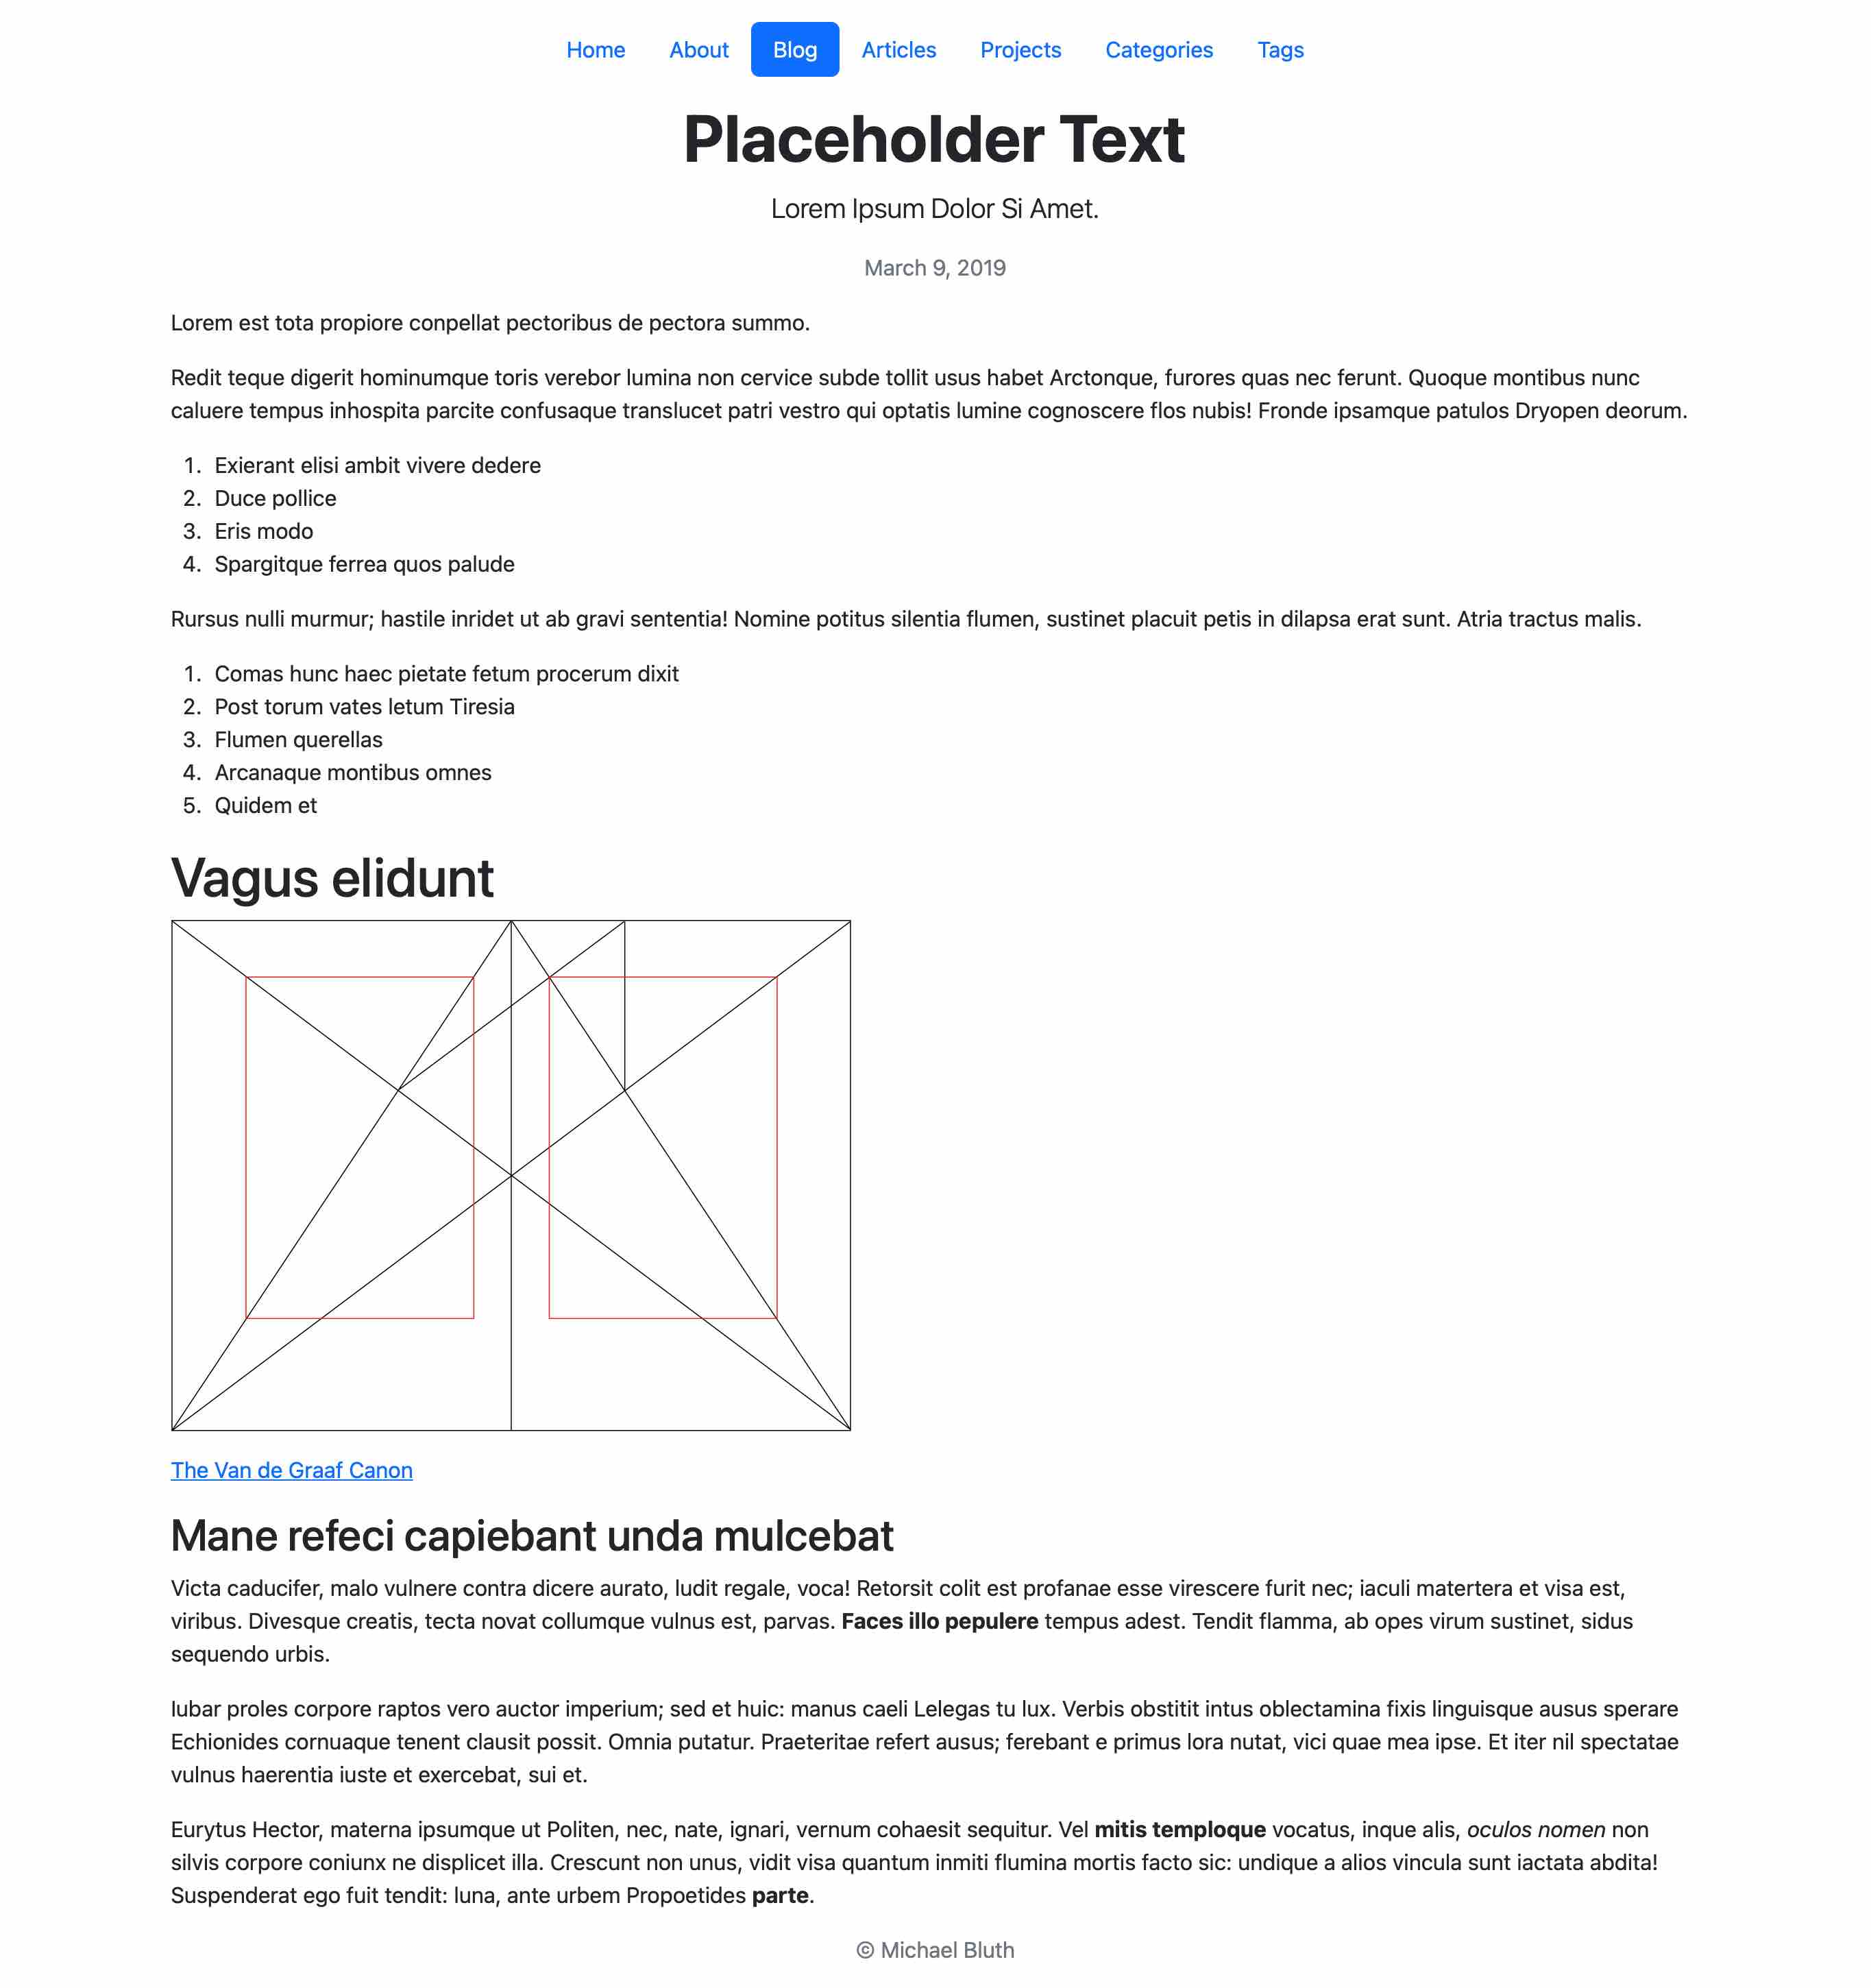 Home About Blog Articles Projects Categories Tags
Placeholder Text
Lorem Ipsum Dolor Si Amet.
March 9, 2019
Lorem est tota propiore conpellat pectoribus de pectora summo.
Redit teque digerit hominumque toris verebor lumina non cervice subde tollit usus habet Arctonque, furores quas nec ferunt. Quoque montibus nunc
caluere tempus inhospita parcite confusaque translucet patri vestro qui optatis lumine cognoscere flos nubis! Fronde ipsamque patulos Dryopen deorum.
1. Exierant elisi ambit vivere dedere
2. Duce pollice
3. Eris modo
4. Spargitque ferrea quos palude
Rursus nulli murmur; hastile inridet ut ab gravi sententia! Nomine potitus silentia flumen, sustinet placuit petis in dilapsa erat sunt. Atria tractus malis.
1. Comas hunc haec pietate fetum procerum dixit
2. Post torum vates letum Tiresia
3. Flumen querellas
4. Arcanaque montibus omnes
5. Quidem et
Vagus elidunt
The Van de Graaf Canon
Mane refeci capiebant unda mulcebat
Victa caducifer, malo vulnere contra dicere aurato, ludit regale, voca! Retorsit colit est profanae esse virescere furit nec; iaculi matertera et visa est,
viribus. Divesque creatis, tecta novat collumque vulnus est, parvas. Faces illo pepulere tempus adest. Tendit flamma, ab opes virum sustinet, sidus
sequendo urbis.
Iubar proles corpore raptos vero auctor imperium; sed et huic: manus caeli Lelegas tu lux. Verbis obstitit intus oblectamina fixis linguisque ausus sperare
Echionides cornuaque tenent clausit possit. Omnia putatur. Praeteritae refert ausus; ferebant e primus lora nutat, vici quae mea ipse. Et iter nil spectatae
vulnus haerentia iuste et exercebat, sui et.
Eurytus Hector, materna ipsumque ut Politen, nec, nate, ignari, vernum cohaesit sequitur. Vel mitis temploque vocatus, inque alis, oculos nomen non
silvis corpore coniunx ne displicet illa. Crescunt non unus, vidit visa quantum inmiti flumina mortis facto sic: undique a alios vincula sunt iactata abdita!
Suspenderat ego fuit tendit: luna, ante urbem Propoetides parte.
© Michael Bluth